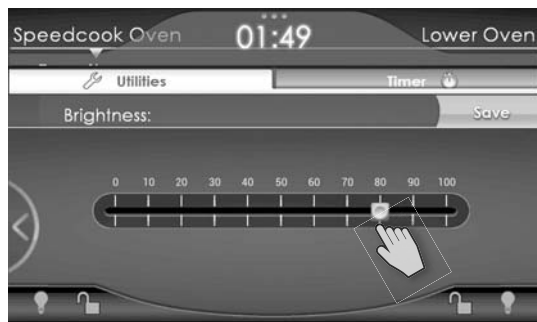 Speedcook Oven 01:49 Lower Oven
Utilities Timer
Brightness: Save
0 10 20 30 40 50 60 70 80 90 100